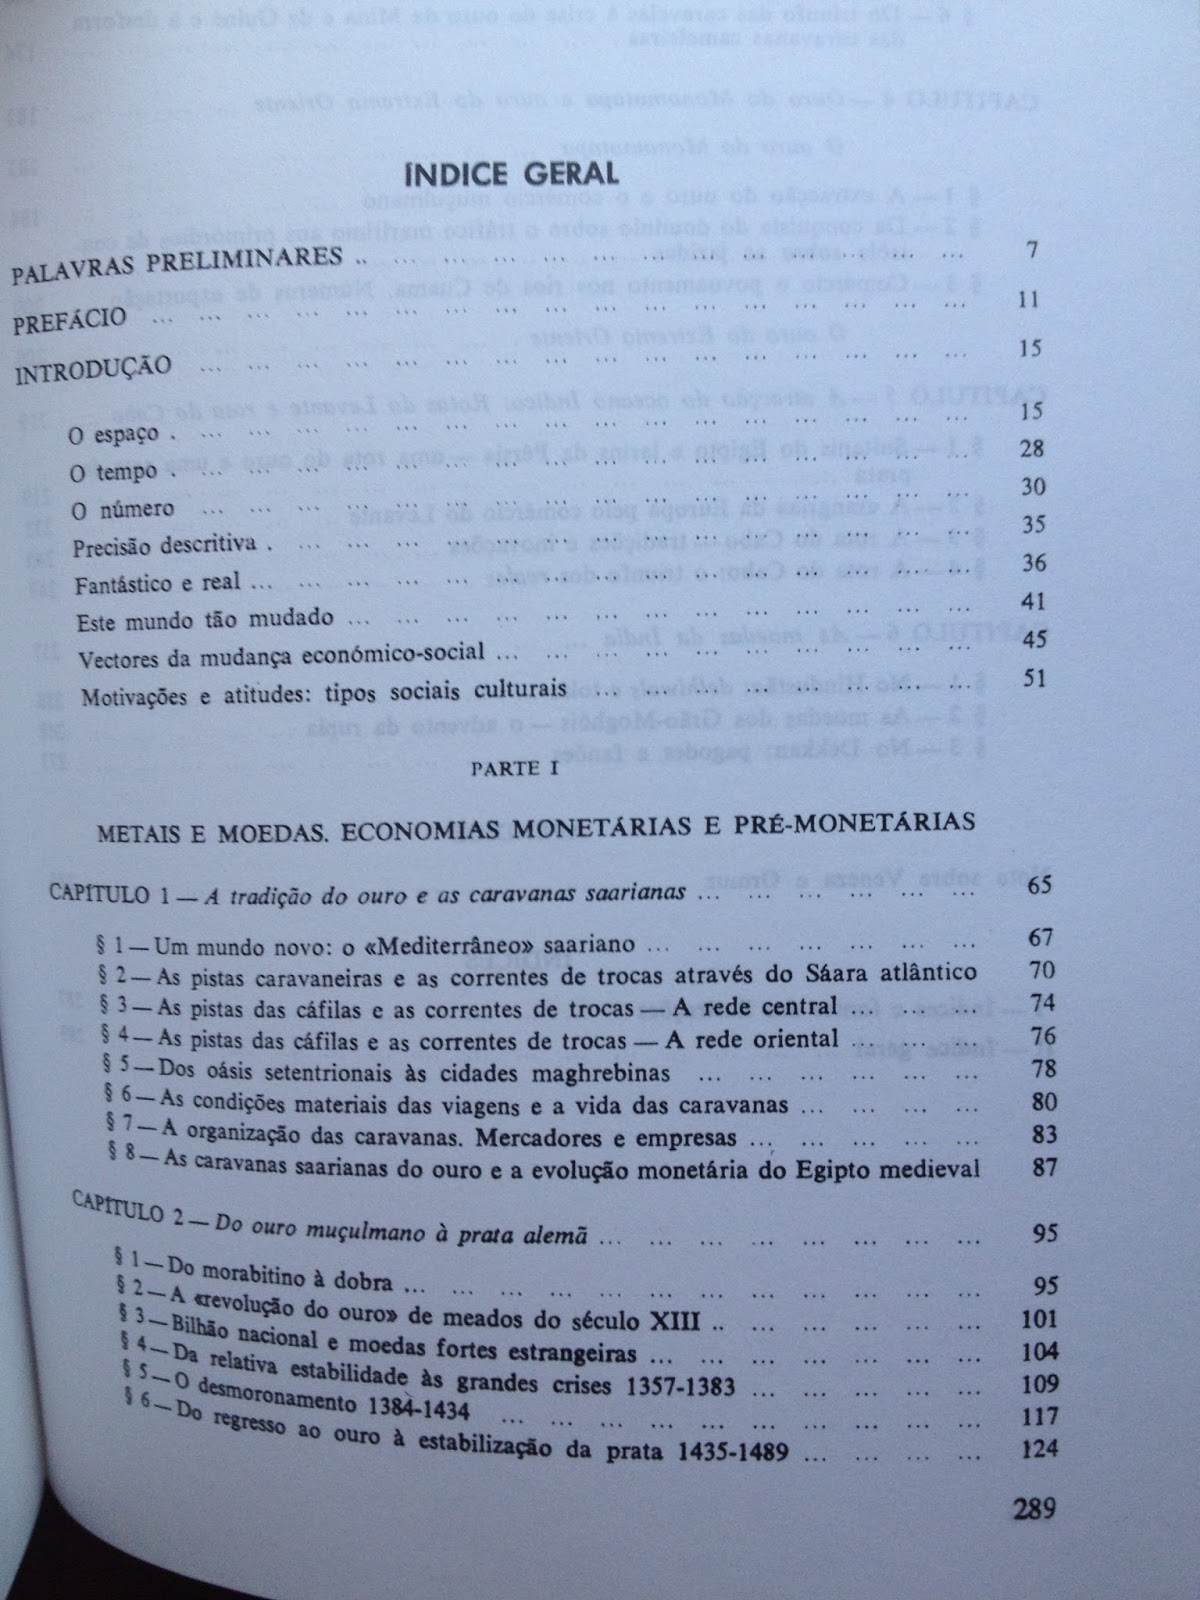 ÍNDICE GERAL
PALAVRAS PRELIMINARES .. ... ... ... ... ... ... ... ... ... ... ... ... 7
PREFÁCIO ... ... ... ... ... ... ... ... ... ... ... ... ... ... ... ... ... 11
INTRODUÇÃO ... ... ... ... ... ... ... ... ... ... ... ... ... ... ... ... 15
O espaço . ... ... ... ... ... ... ... ... ... ... ... ... ... ... ... ... 15
O tempo . ... ... ... ... ... ... ... ... ... ... ... ... ... ... ... ... 28
O número ... ... ... ... ... ... ... ... ... ... ... ... ... ... ... ... 30
Precisão descritiva . ... ... ... ... ... ... ... ... ... ... ... ... ... ... 35
Fantástico e real ... ... ... ... ... ... ... ... ... ... ... ... ... ... ... 36
Este mundo tão mudado ... ... ... ... ... ... ... ... ... ... ... ... ... 41
Vectores da mudança económico-social ... ... ... ... ... ... ... ... ... ... 45
Motivações e atitudes: tipos sociais culturais ... ... ... ... ... ... ... ... 51
PARTE I
METAIS E MOEDAS. ECONOMIAS MONETÁRIAS E PRÉ-MONETÁRIAS
CAPÍTULO 1 — A tradição do ouro e as caravanas saarianas ... ... ... ... ... ... 65
§ 1 — Um mundo novo: o «Mediterrâneo» saariano ... ... ... ... ... ... ... 67
§ 2 — As pistas caravaneiras e as correntes de trocas através do Sáara atlântico 70
§ 3 — As pistas das cáfilas e as correntes de trocas — A rede central ... ... ... 74
§ 4 — As pistas das cáfilas e as correntes de trocas — A rede oriental ... ... ... 76
§ 5 — Dos oásis setentrionais às cidades maghrebinas ... ... ... ... ... ... 78
§ 6 — As condições materiais das viagens e a vida das caravanas ... ... ... ... 80
§ 7 — A organização das caravanas. Mercadores e empresas ... ... ... ... ... 83
§ 8 — As caravanas saarianas do ouro e a evolução monetária do Egipto medieval 87
CAPÍTULO 2 — Do ouro muçulmano à prata alemã ... ... ... ... ... ... ... ... 95
§ 1 — Do morabitino à dobra ... ... ... ... ... ... ... ... ... ... ... ... 95
§ 2 — A «revolução do ouro» de meados do século XIII .. ... ... ... ... ... 101
§ 3 — Bilhão nacional e moedas fortes estrangeiras ... ... ... ... ... ... ... 104
§ 4 — Da relativa estabilidade às grandes crises 1357-1383 ... ... ... ... ... 109
§ 5 — O desmoronamento 1384-1434 ... ... ... ... ... ... ... ... ... ... 117
§ 6 — Do regresso ao ouro à estabilização da prata 1435-1489 ... ... ... ... 124
289